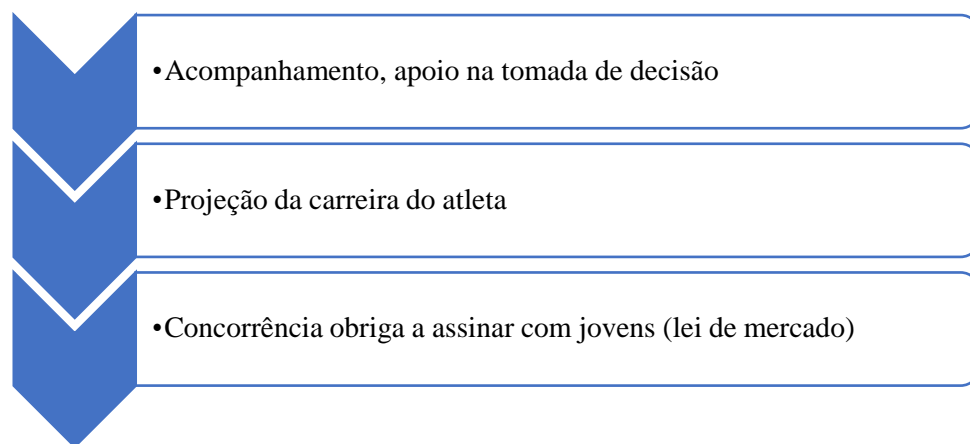 •Acompanhamento, apoio na tomada de decisão
•Projeção da carreira do atleta
•Concorrência obriga a assinar com jovens (lei de mercado)